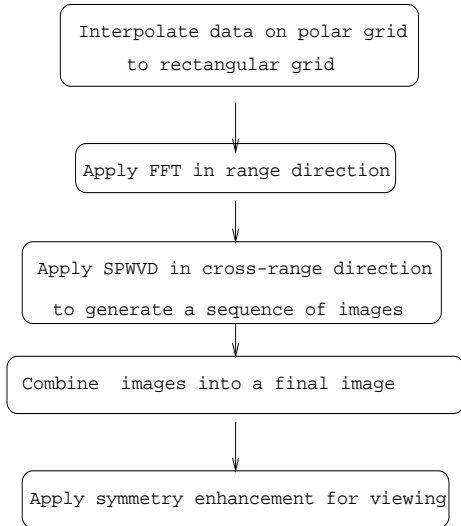 Interpolate data on polar grid
to rectangular grid
Apply FFT in range direction
Apply SPWVD in cross-range direction
to generate a sequence of images
Combine images into a final image
Apply symmetry enhancement for viewing